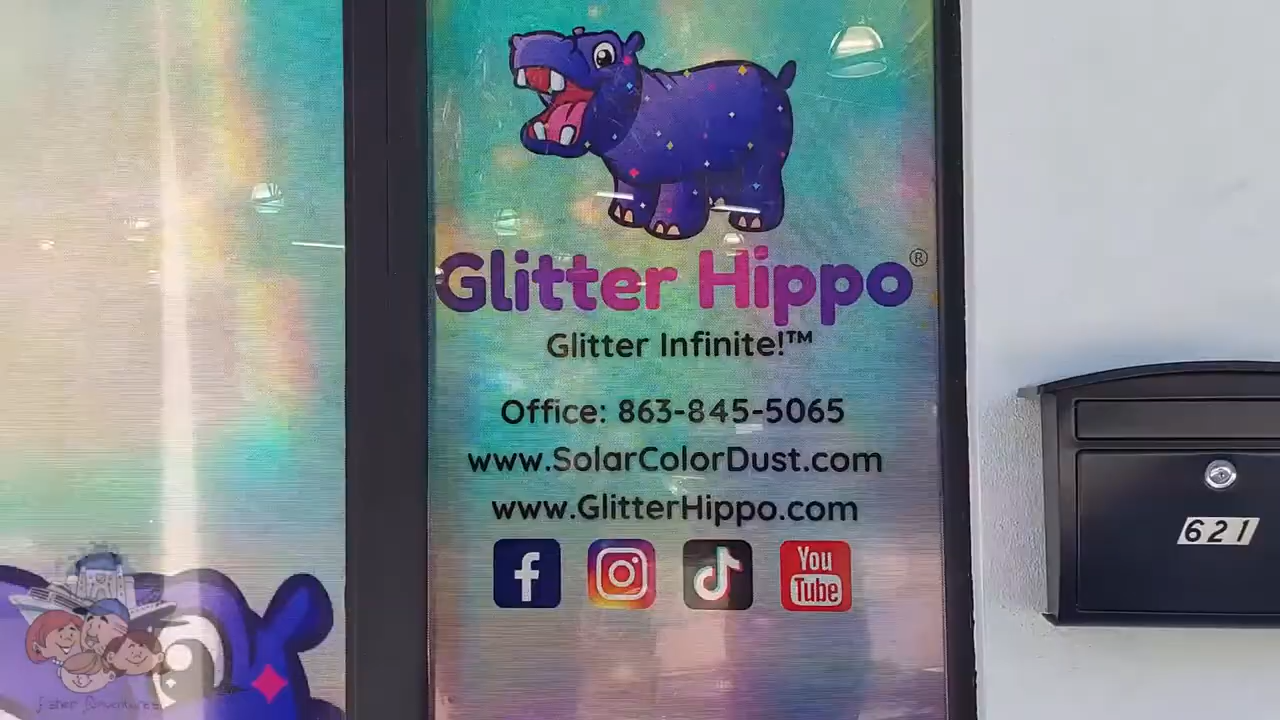 Glitter Hippo®
Glitter Infinite!™
Office: 863-845-5065
www.SolarColorDust.com
www.GlitterHippo.com
You
Tube
621